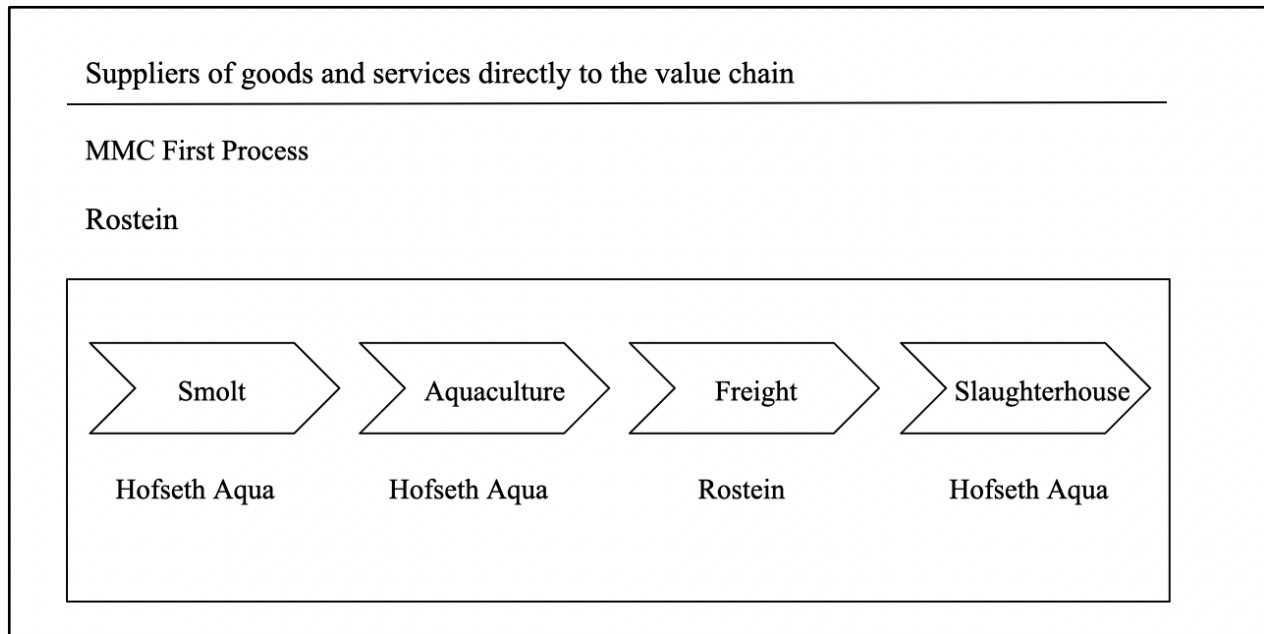 Suppliers of goods and services directly to the value chain
MMC First Process
Rostein
Smolt
Aquaculture
Freight
Slaughterhouse
Hofseth Aqua
Hofseth Aqua
Rostein
Hofseth Aqua